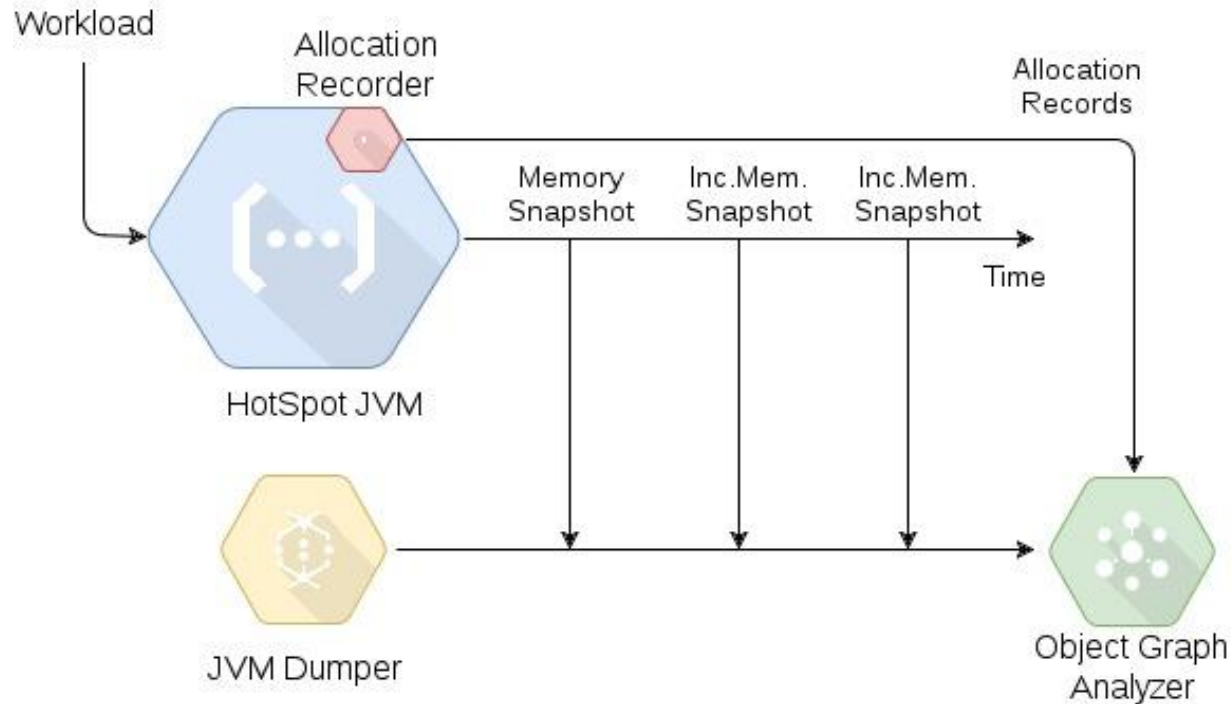 Workload
Allocation
Recorder
Allocation
Records
Memory
Snapshot
Inc.Mem.
Snapshot
Inc.Mem.
Snapshot
Time
HotSpot JVM
JVM Dumper
Object Graph
Analyzer